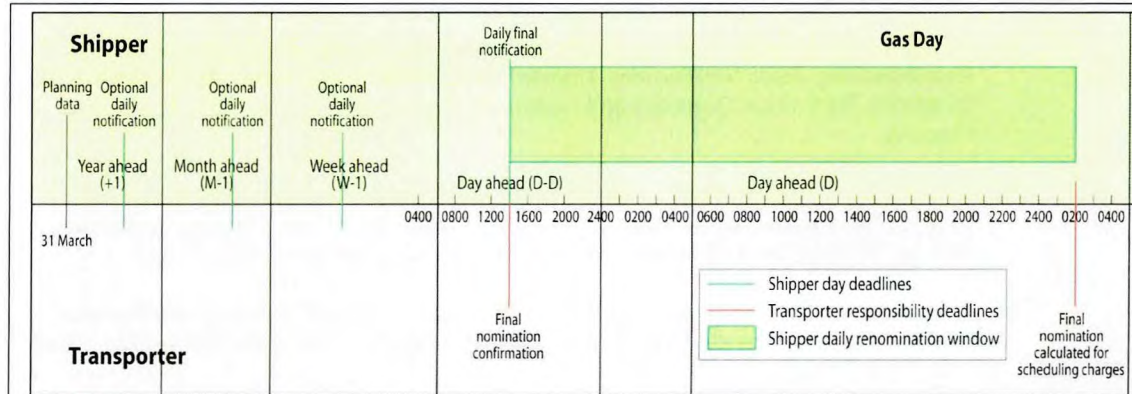 Shipper
Daily final
notification
Gas Day
Planning
data
Optional
daily
notification
Optional
daily
notification
Optional
daily
notification
Year ahead
(+1)
Month ahead
(M-1)
Week ahead
(W-1)
Day ahead (D-D)
Day ahead (D)
0400 0800 1200 1600 2000 2400 0200 0400 0600 0800 1000 1200 1400 1600 1800 2000 2200 2400 0200 0400
31 March
Shipper day deadlines
Transporter responsibility deadlines
Shipper daily renomination window
Final
nomination
confirmation
Final
nomination
calculated for
scheduling charges
Transporter